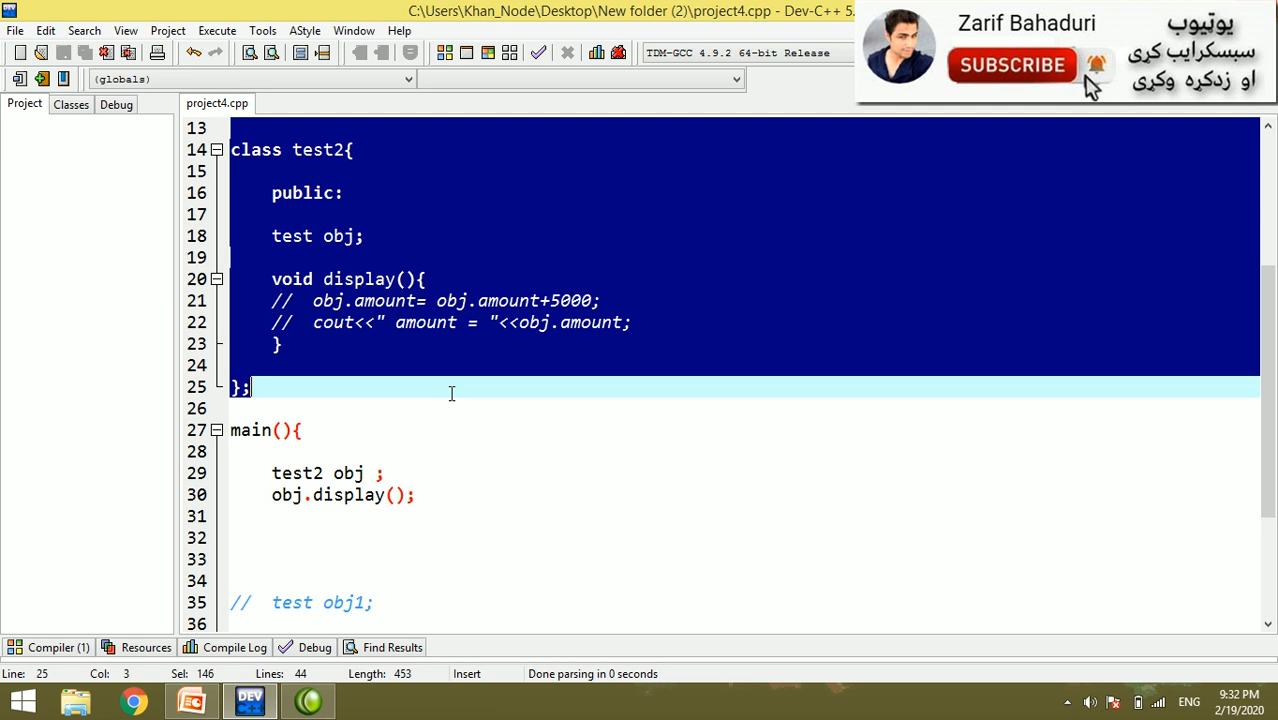 C:\Users\Khan_Node\Desktop\New folder (2)\project4.cpp - Dev-C++ 5.
File Edit Search View Project Execute Tools AStyle Window Help
TDM-GCC 4.9.2 64-bit Release
(globals)
Zarif Bahaduri
SUBSCRIBE
یوټیوب
سبسکرایب کړی
او زدکړه وکړی
Project Classes Debug
project4.cpp
13
14 class test2{
15
16 public:
17
18 test obj;
19
20 void display(){
21 // obj.amount= obj.amount+5000;
22 // cout<<" amount = "<<obj.amount;
23 }
24
25 };
26
27 main(){
28
29 test2 obj ;
30 obj.display();
31
32
33
34
35 // test obj1;
36
Compiler (1) Resources Compile Log Debug Find Results
Line: 25 Col: 3 Sel: 146 Lines: 44 Length: 453 Insert Done parsing in 0 seconds
DEV
ENG
9:32 PM
2/19/2020